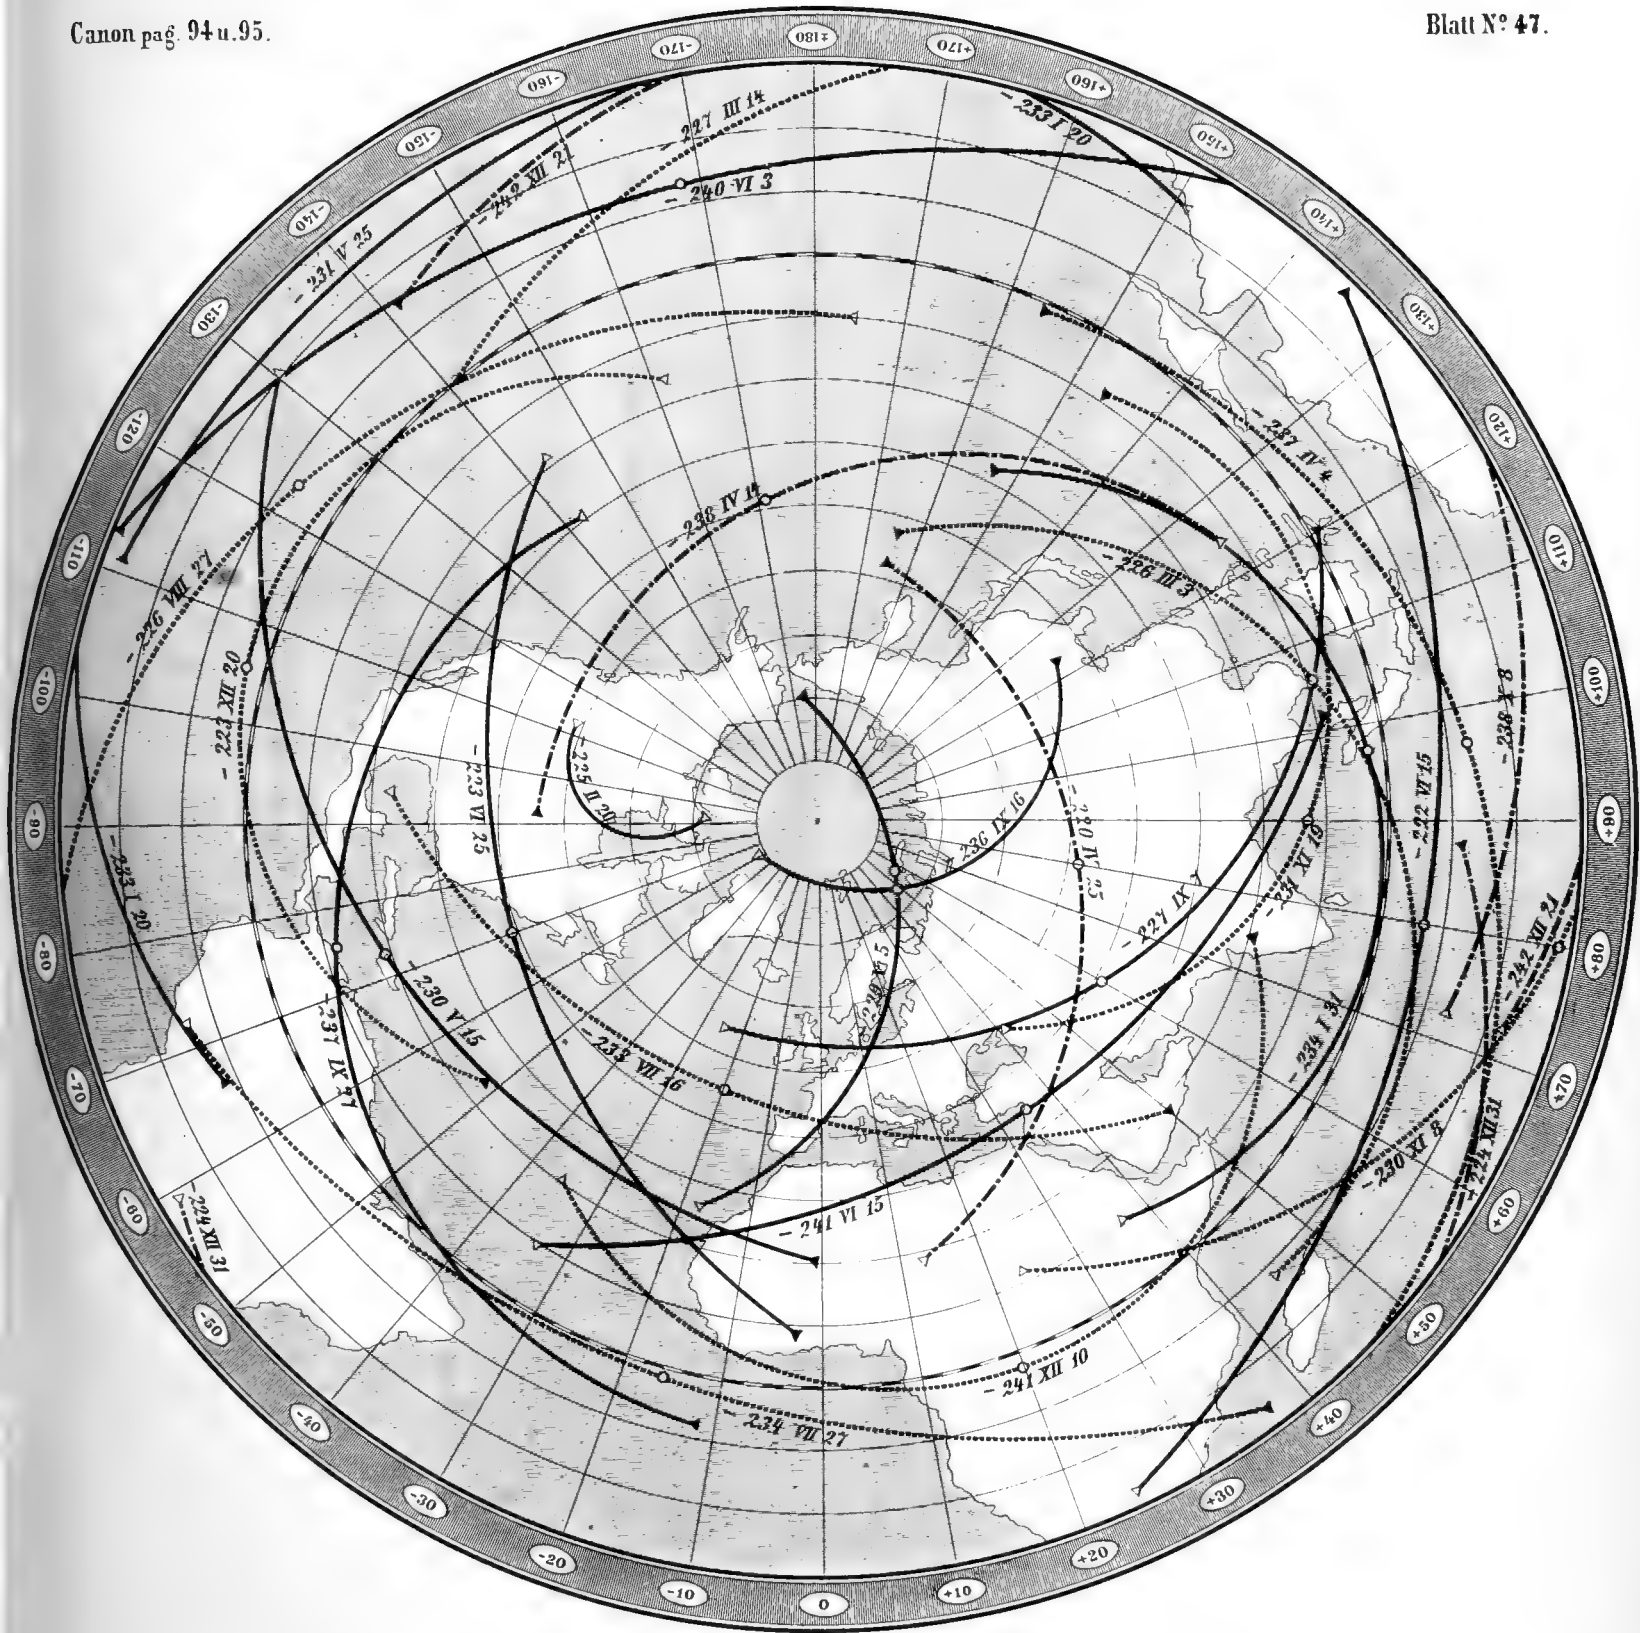 Canon pag. 94 u. 95.
Blatt Nº 47.
±180
+170
+160
+150
+140
+130
+120
+110
+100
+90
+80
+70
+60
+50
+40
+30
+20
+10
0
-10
-20
-30
-40
-50
-60
-70
-80
-90
-100
-110
-120
-130
-140
-150
-160
-170
- 227 III 14
- 233 I 20
- 242 XII 21
- 240 VI 3
- 231 V 25
- 237 IV 4
- 238 IV 14
- 226 III 3
- 226 VIII 27
- 223 XII 20
- 238 X 8
- 225 II 20
- 223 VI 25
- 236 IX 16
- 220 IV 25
- 222 VI 15
- 233 I 20
- 227 IX 7
- 231 IX 19
- 242 XII 21
- 230 V 15
- 237 IX 27
- 233 VII 16
- 234 I 31
- 230 XI 8
- 224 XII 31
- 224 XII 31
- 241 VI 15
- 241 XII 10
- 234 VII 27